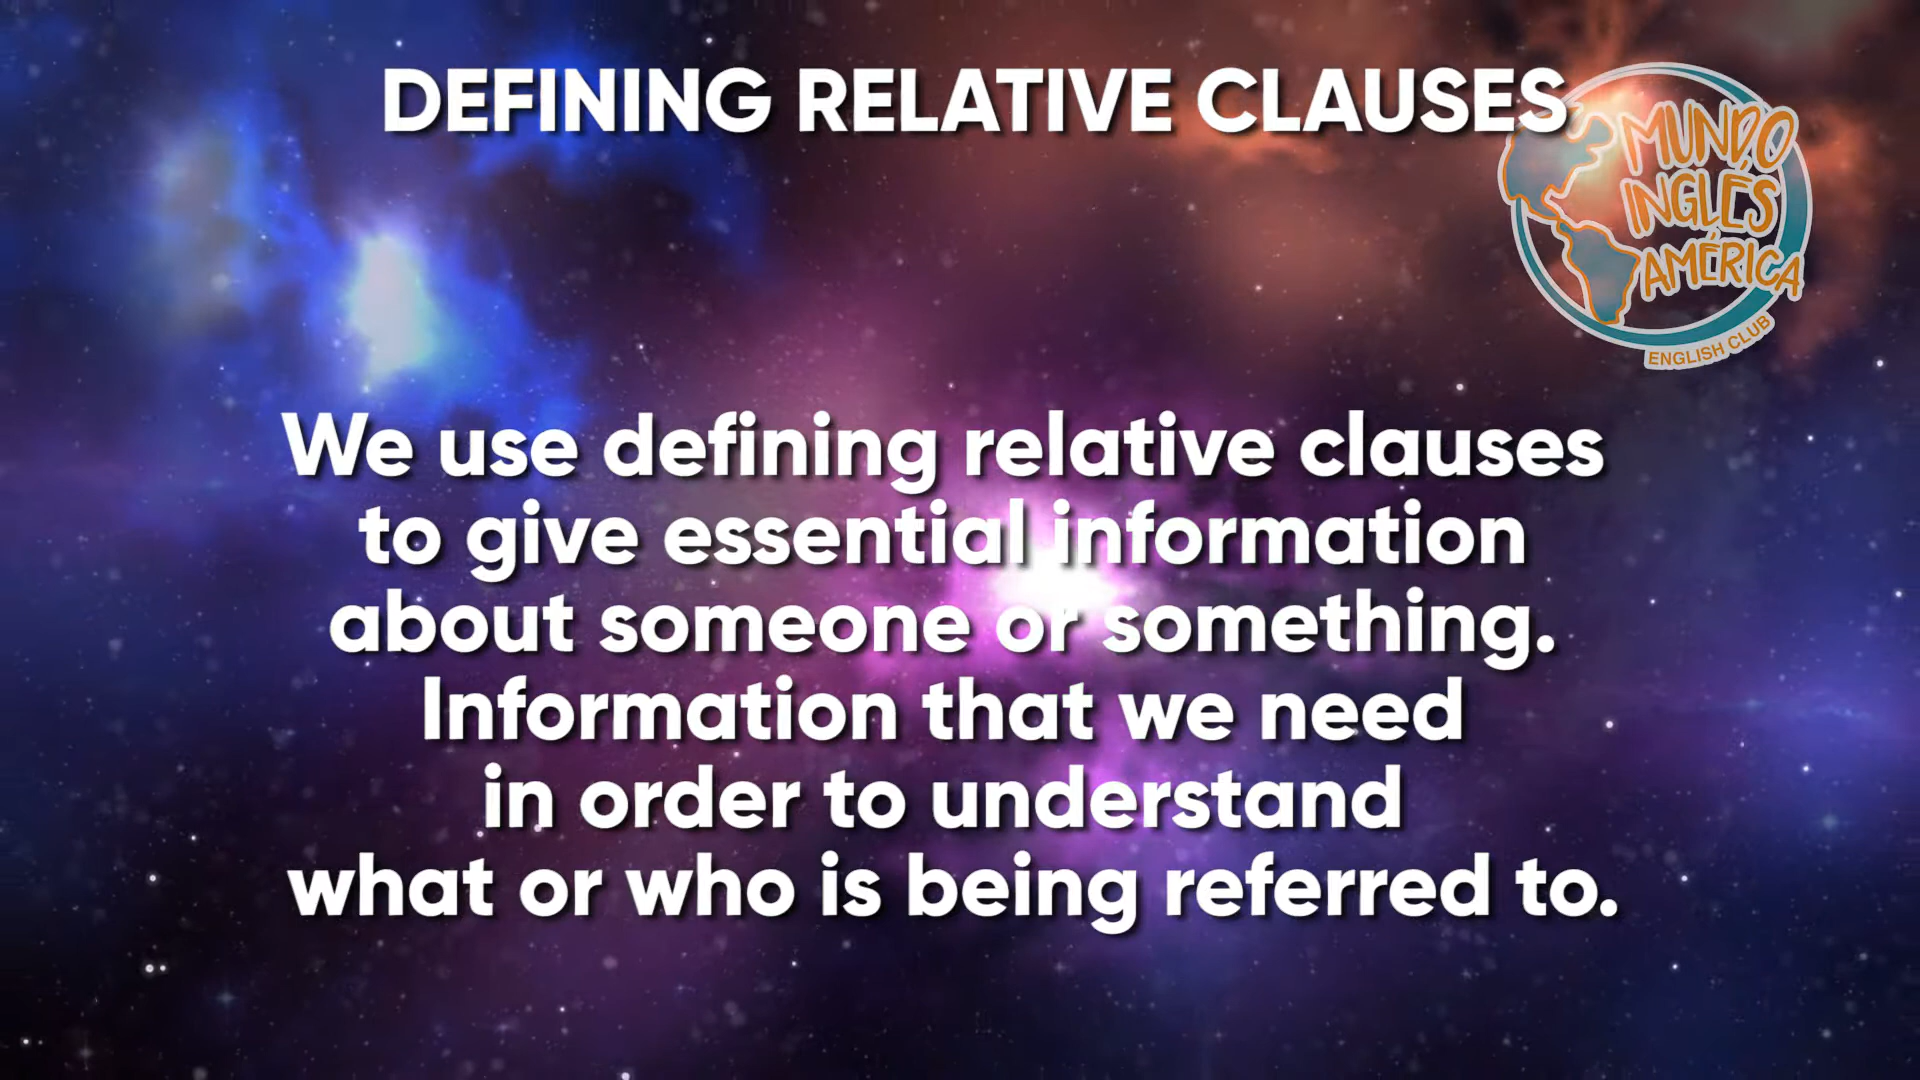 DEFINING RELATIVE CLAUSES
MUNDO
INGLÉS
AMÉRICA
ENGLISH CLUB
We use defining relative clauses
to give essential information
about someone or something.
Information that we need
in order to understand
what or who is being referred to.